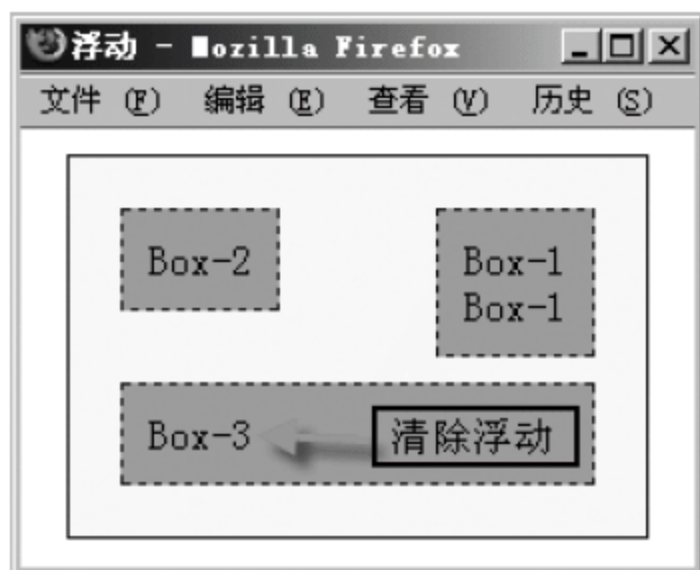 浮动 - Mozilla Firefox
文件 (F) 编辑 (E) 查看 (V) 历史 (S)
Box-2
Box-1
Box-1
Box-3
清除浮动